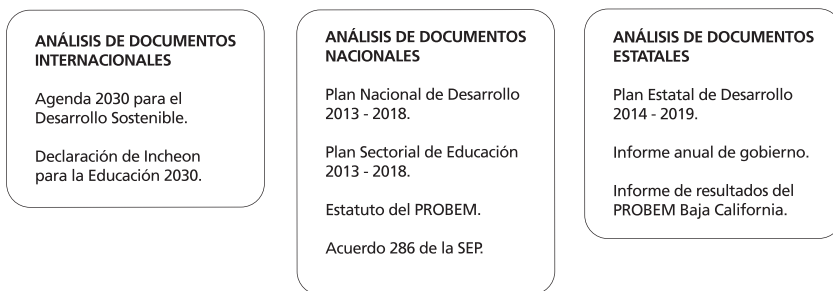 ANÁLISIS DE DOCUMENTOS
INTERNACIONALES
Agenda 2030 para el
Desarrollo Sostenible.
Declaración de Incheon
para la Educación 2030.
ANÁLISIS DE DOCUMENTOS
NACIONALES
Plan Nacional de Desarrollo
2013 - 2018.
Plan Sectorial de Educación
2013 - 2018.
Estatuto del PROBEM.
Acuerdo 286 de la SEP.
ANÁLISIS DE DOCUMENTOS
ESTATALES
Plan Estatal de Desarrollo
2014 - 2019.
Informe anual de gobierno.
Informe de resultados del
PROBEM Baja California.